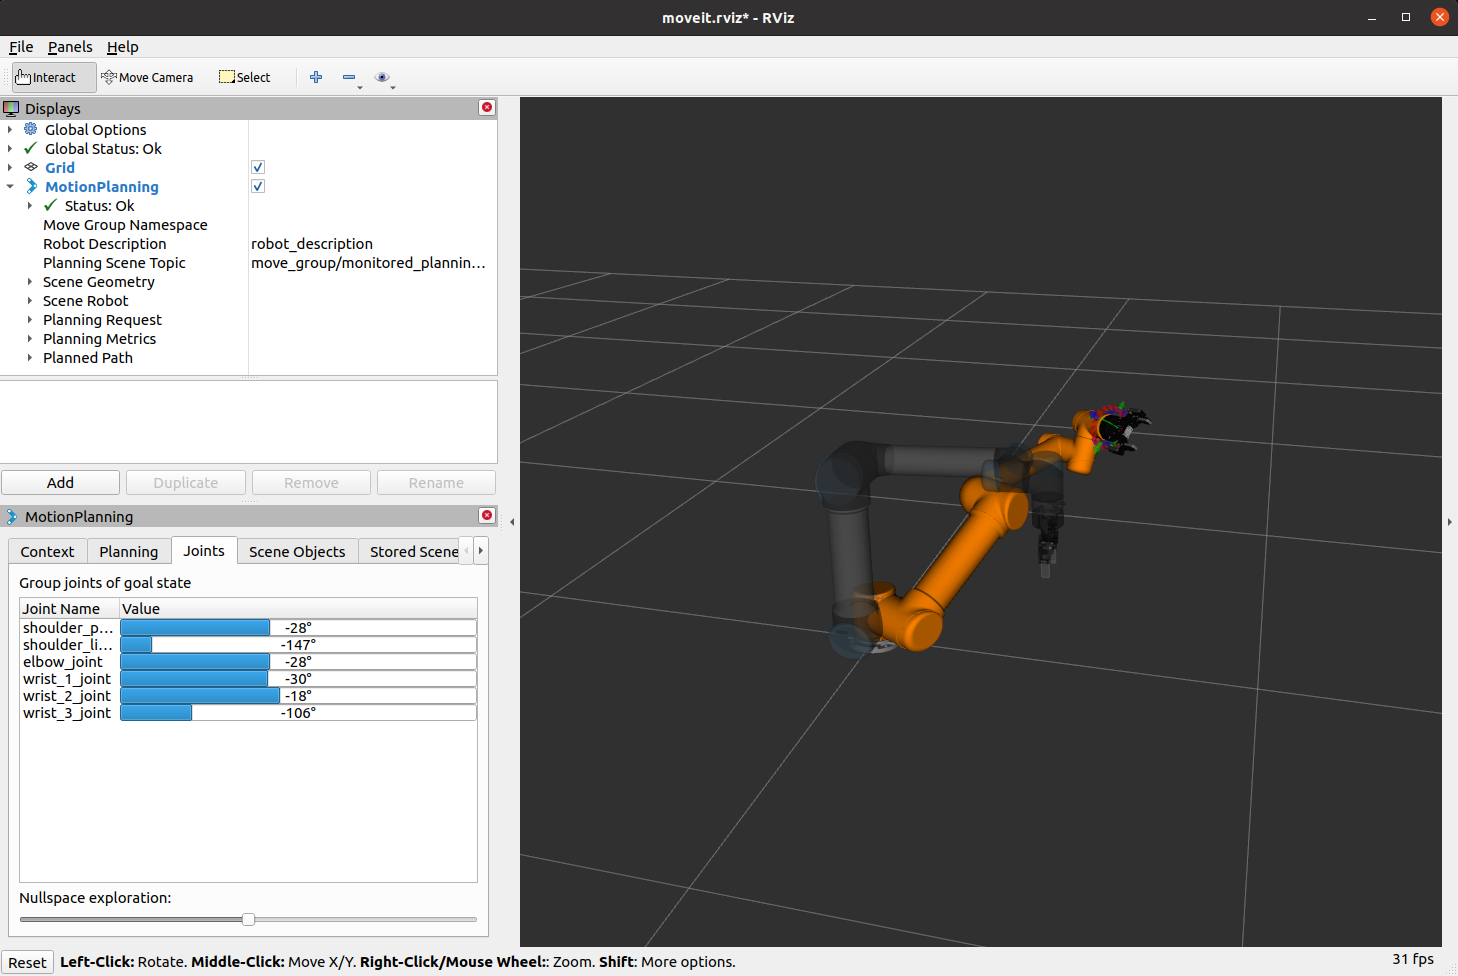 moveit.rviz* - RViz
File Panels Help
Interact Move Camera Select
Displays
Global Options
Global Status: Ok
Grid
MotionPlanning
Status: Ok
Move Group Namespace
Robot Description robot_description
Planning Scene Topic move_group/monitored_plannin...
Scene Geometry
Scene Robot
Planning Request
Planning Metrics
Planned Path
Add Duplicate Remove Rename
MotionPlanning
Context Planning Joints Scene Objects Stored Scene
Group joints of goal state
Joint Name Value
shoulder_p... -28°
shoulder_li... -147°
elbow_joint -28°
wrist_1_joint -30°
wrist_2_joint -18°
wrist_3_joint -106°
Nullspace exploration:
Reset Left-Click: Rotate. Middle-Click: Move X/Y. Right-Click/Mouse Wheel:: Zoom. Shift: More options. 31 fps